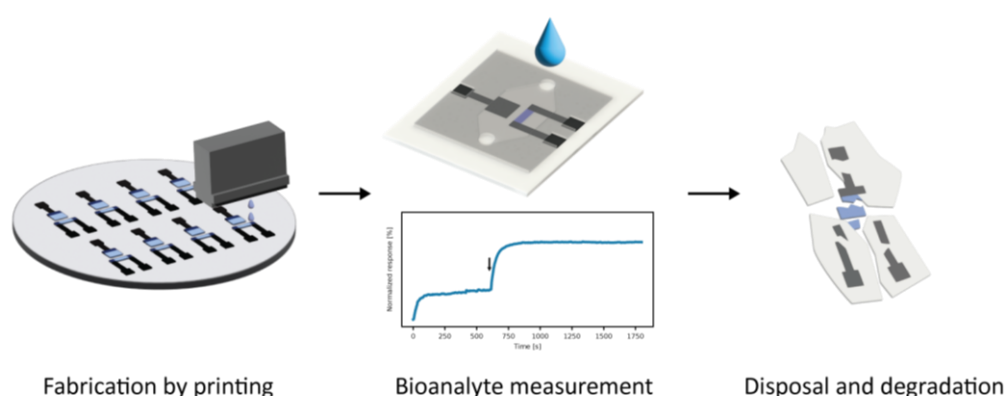 Normalized response [%]
0 250 500 750 1000 1250 1500 1750
Time [s]
Fabrication by printing Bioanalyte measurement Disposal and degradation